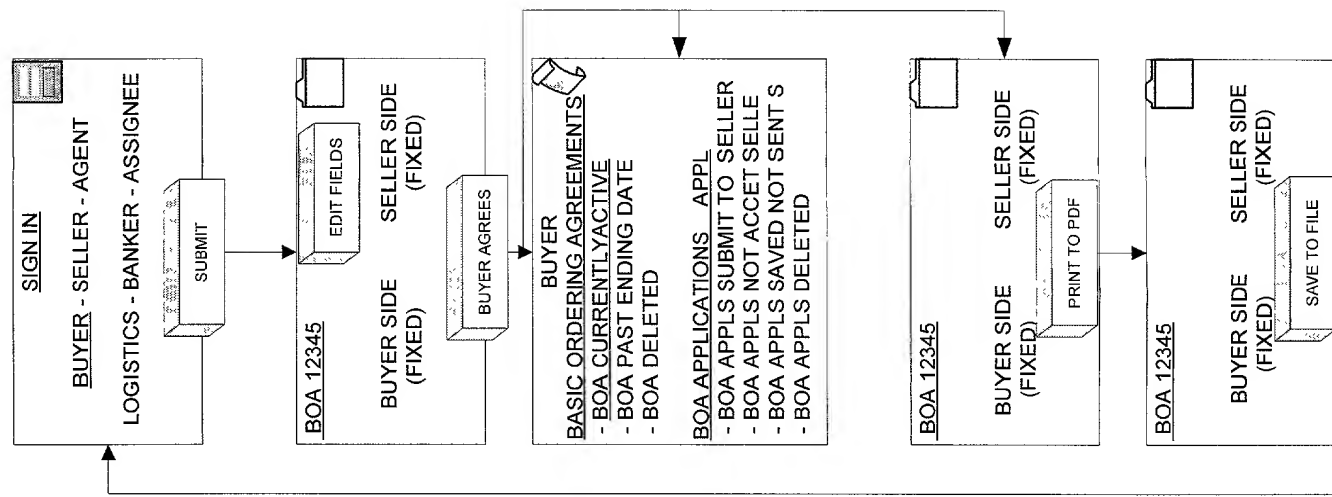 SIGN IN
BUYER - SELLER - AGENT
LOGISTICS - BANKER - ASSIGNEE
SUBMIT
BOA 12345
EDIT FIELDS
BUYER SIDE
(FIXED)
SELLER SIDE
(FIXED)
BUYER AGREES
BUYER
BASIC ORDERING AGREEMENTS
- BOA CURRENTLYACTIVE
- BOA PAST ENDING DATE
- BOA DELETED
BOA APPLICATIONS APPL
- BOA APPLS SUBMIT TO SELLER
- BOA APPLS NOT ACCET SELLE
- BOA APPLS SAVED NOT SENT S
- BOA APPLS DELETED
BOA 12345
BUYER SIDE
(FIXED)
SELLER SIDE
(FIXED)
PRINT TO PDF
BOA 12345
BUYER SIDE
(FIXED)
SELLER SIDE
(FIXED)
SAVE TO FILE